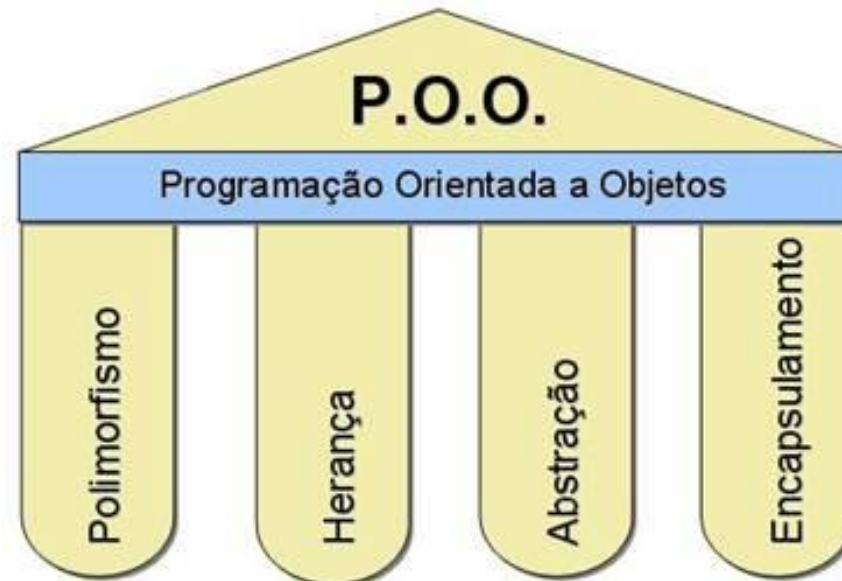 P.O.O.
Programação Orientada a Objetos
Polimorfismo
Herança
Abstração
Encapsulamento